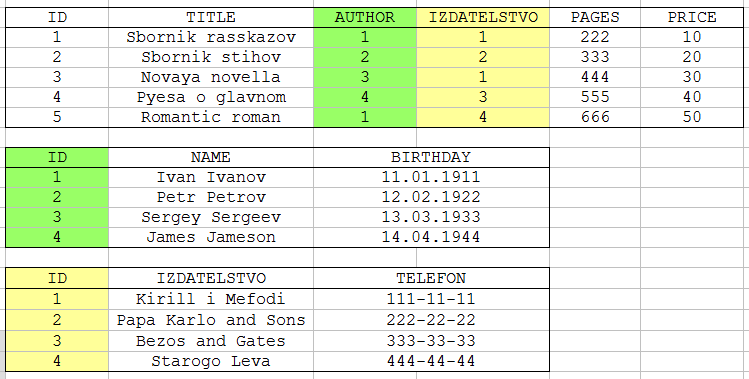 ID TITLE AUTHOR IZDATELSTVO PAGES PRICE
1 Sbornik rasskazov 1 1 222 10
2 Sbornik stihov 2 2 333 20
3 Novaya novella 3 1 444 30
4 Pyesa o glavnom 4 3 555 40
5 Romantic roman 1 4 666 50
ID NAME BIRTHDAY
1 Ivan Ivanov 11.01.1911
2 Petr Petrov 12.02.1922
3 Sergey Sergeev 13.03.1933
4 James Jameson 14.04.1944
ID IZDATELSTVO TELEFON
1 Kirill i Mefodi 111-11-11
2 Papa Karlo and Sons 222-22-22
3 Bezos and Gates 333-33-33
4 Starogo Leva 444-44-44